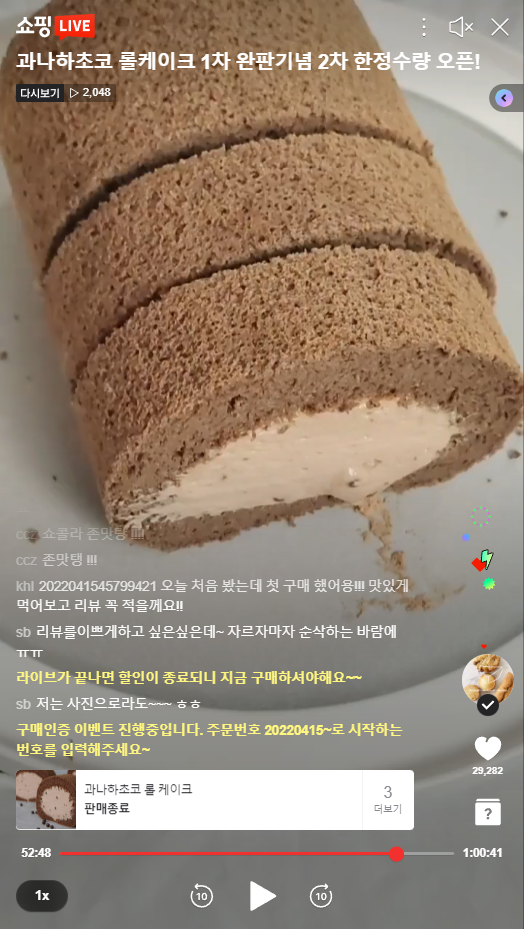 쇼핑 LIVE
과나하초코 롤케이크 1차 완판기념 2차 한정수량 오픈!
다시보기 ▷ 2,048
ccz 쇼콜라 존맛탱 !!!!
ccz 존맛탱 !!!
khl 2022041545799421 오늘 처음 봤는데 첫 구매 했어용!!! 맛있게
먹어보고 리뷰 꼭 적을께요!!
sb 리뷰를이쁘게하고 싶은싶은데~ 자르자마자 순삭하는 바람에
ㅠㅠ
라이브가 끝나면 할인이 종료되니 지금 구매하셔야해요~~
sb 저는 사진으로라도~~~ ㅎㅎ
구매인증 이벤트 진행중입니다. 주문번호 20220415~로 시작하는
번호를 입력해주세요~
29,282
과나하초코 롤 케이크
판매종료
3
더보기
?
52:48
1:00:41
1x
10
10